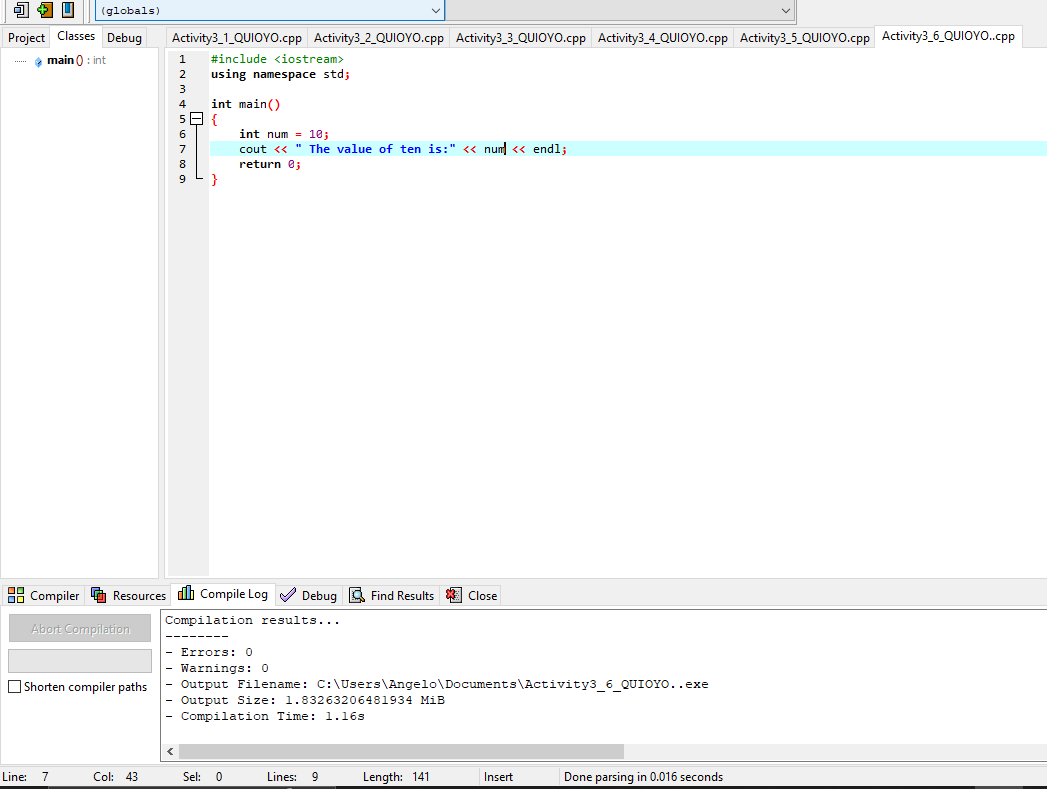 (globals)
Project Classes Debug
Activity3_1_QUIOYO.cpp Activity3_2_QUIOYO.cpp Activity3_3_QUIOYO.cpp Activity3_4_QUIOYO.cpp Activity3_5_QUIOYO.cpp Activity3_6_QUIOYO..cpp
main () : int
1 #include <iostream>
2 using namespace std;
3
4 int main()
5 {
6 int num = 10;
7 cout << " The value of ten is:" << num << endl;
8 return 0;
9 }
Compiler Resources Compile Log Debug Find Results Close
Abort Compilation
Shorten compiler paths
Compilation results...
--------
- Errors: 0
- Warnings: 0
- Output Filename: C:\Users\Angelo\Documents\Activity3_6_QUIOYO..exe
- Output Size: 1.83263206481934 MiB
- Compilation Time: 1.16s
Line: 7 Col: 43 Sel: 0 Lines: 9 Length: 141 Insert Done parsing in 0.016 seconds